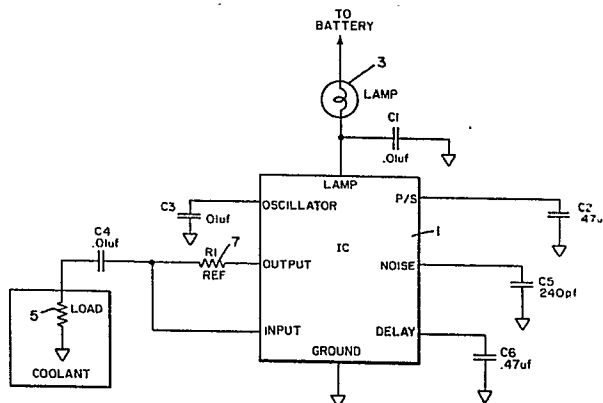 TO
BATTERY
3
LAMP
C1
.01uf
LAMP
P/S
C2
.47u
C3
01uf
OSCILLATOR
IC
1
C4
.01uf
R1
7
REF
OUTPUT
NOISE
C5
240pf
5
LOAD
INPUT
DELAY
C6
.47uf
COOLANT
GROUND